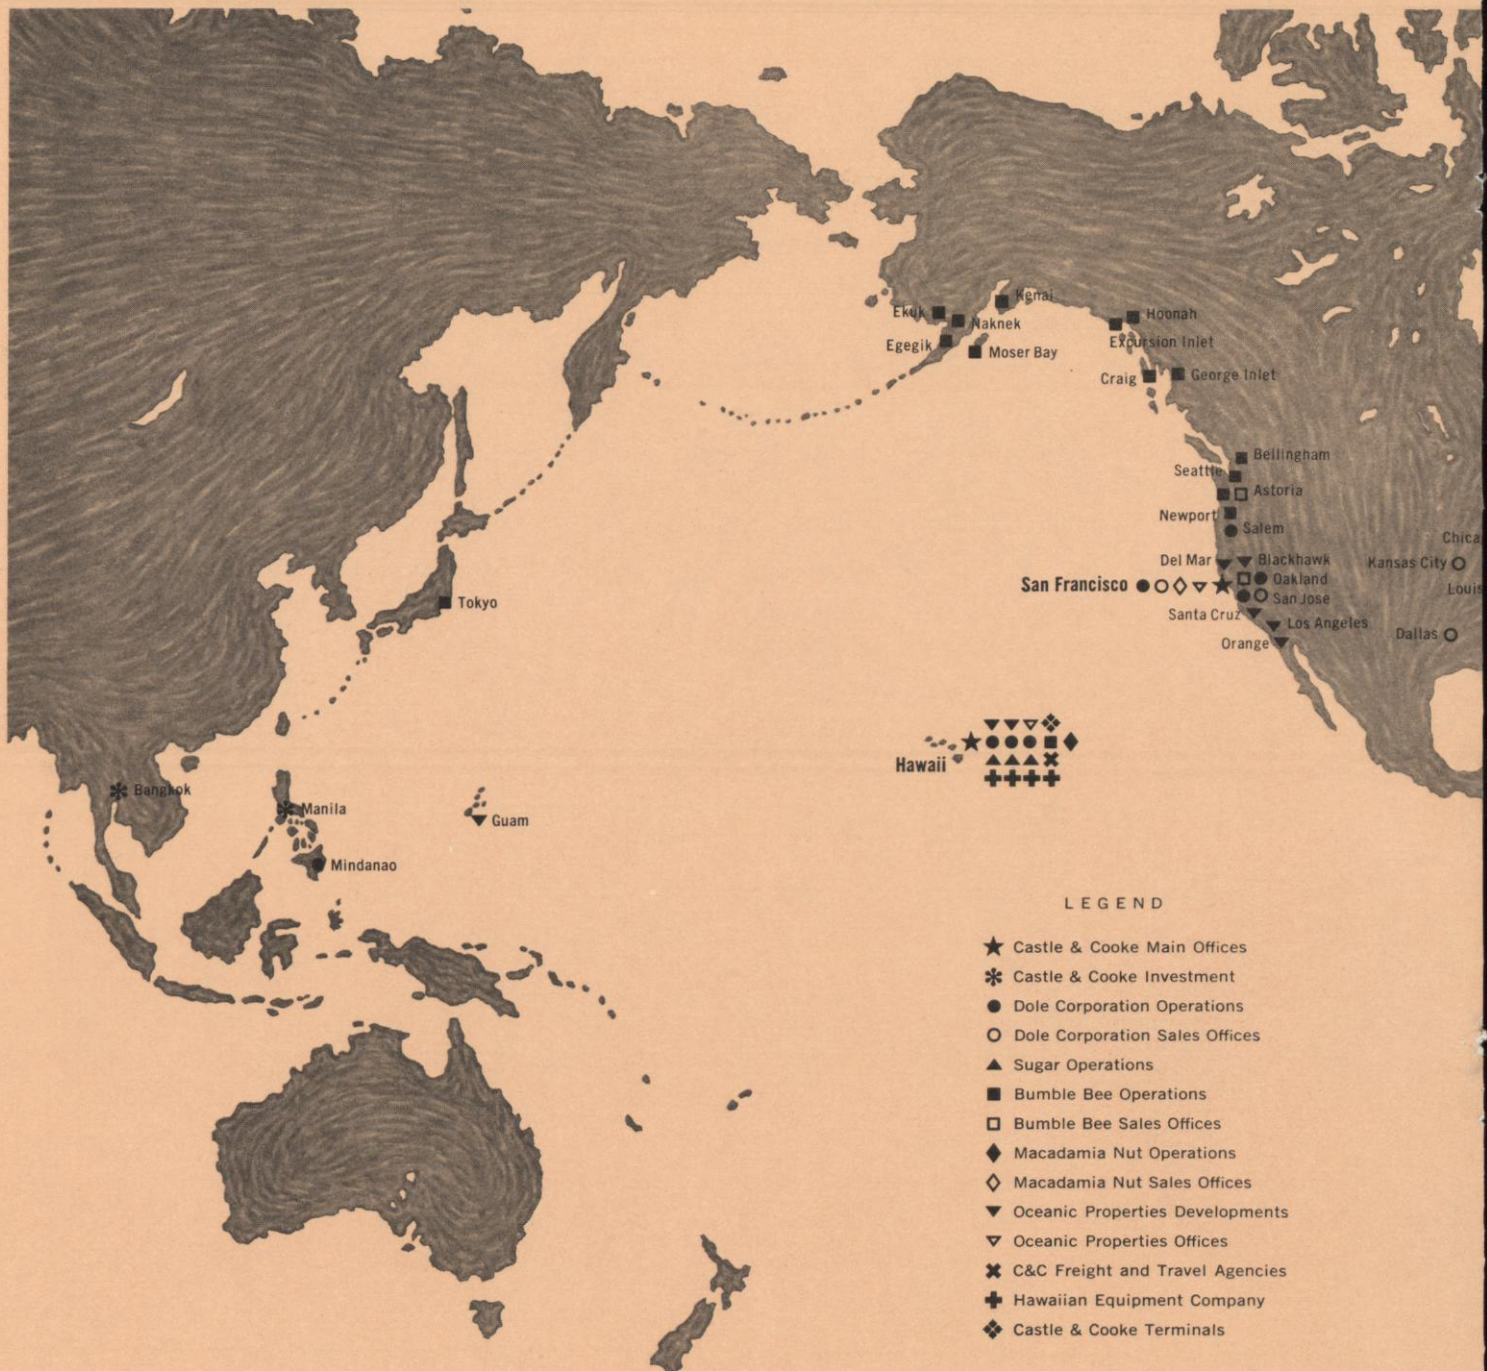 Kenai
Ekuk
Hoonah
Naknek
Excursion Inlet
Egegik
Moser Bay
Craig
George Inlet
Bellingham
Seattle
Astoria
Newport
Salem
Chica
Del Mar
Blackhawk
Kansas City
Oakland
San Francisco
Louis
San Jose
Tokyo
Santa Cruz
Los Angeles
Dallas
Orange
Hawaii
Bangkok
Manila
Guam
Mindanao
LEGEND
Castle & Cooke Main Offices
Castle & Cooke Investment
Dole Corporation Operations
Dole Corporation Sales Offices
Sugar Operations
Bumble Bee Operations
Bumble Bee Sales Offices
Macadamia Nut Operations
Macadamia Nut Sales Offices
Oceanic Properties Developments
Oceanic Properties Offices
C&C Freight and Travel Agencies
Hawaiian Equipment Company
Castle & Cooke Terminals